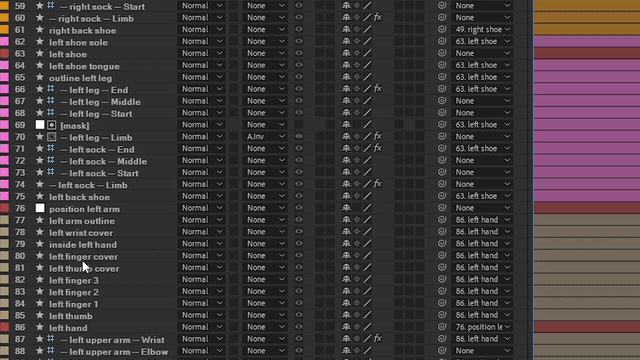 59 — right sock — Start Normal None None
60 — right sock — Limb Normal None fx None
61 right back shoe Normal None 49. right shoe
62 left shoe sole Normal None 63. left shoe
63 left shoe Normal None None
64 left shoe tongue Normal None 63. left shoe
65 outline left leg Normal None 63. left shoe
66 — left leg — End Normal None fx 63. left shoe
67 — left leg — Middle Normal None None
68 — left leg — Start Normal None None
69 [mask] Normal None 63. left shoe
70 — left leg — Limb Normal A.Inv fx None
71 — left sock — End Normal None 63. left shoe
72 — left sock — Middle Normal None None
73 — left sock — Start Normal None None
74 — left sock — Limb Normal None fx None
75 left back shoe Normal None 63. left shoe
76 position left arm Normal None None
77 left arm outline Normal None 86. left hand
78 left wrist cover Normal None 86. left hand
79 inside left hand Normal None 86. left hand
80 left finger cover Normal None 86. left hand
81 left thumb cover Normal None 86. left hand
82 left finger 3 Normal None 86. left hand
83 left finger 2 Normal None 86. left hand
84 left finger 1 Normal None 86. left hand
85 left thumb Normal None 86. left hand
86 left hand Normal None 76. position le
87 — left upper arm — Wrist Normal None fx 86. left hand
88 — left upper arm — Elbow Normal None None